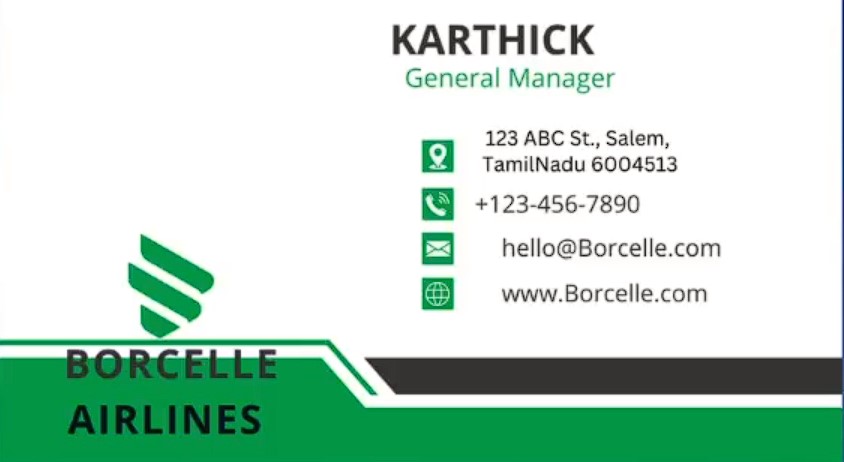 KARTHICK
General Manager
123 ABC St., Salem,
TamilNadu 6004513
+123-456-7890
hello@Borcelle.com
www.Borcelle.com
BORCELLE
AIRLINES